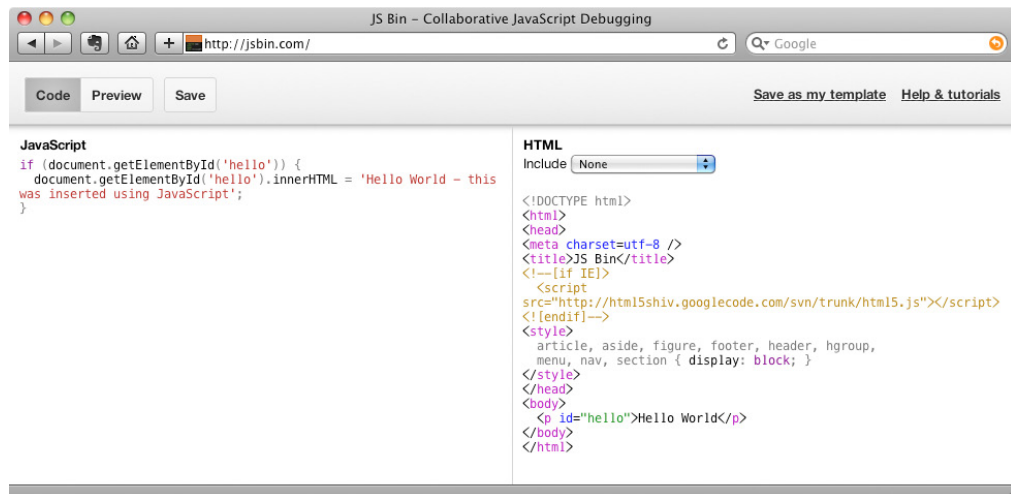 JS Bin – Collaborative JavaScript Debugging
http://jsbin.com/
Google
Code
Preview
Save
Save as my template
Help & tutorials
JavaScript
if (document.getElementById('hello')) {
  document.getElementById('hello').innerHTML = 'Hello World - this
was inserted using JavaScript';
}
HTML
Include None
<!DOCTYPE html>
<html>
<head>
<meta charset=utf-8 />
<title>JS Bin</title>
<!--[if IE]>
  <script
src="http://html5shiv.googlecode.com/svn/trunk/html5.js"></script>
<![endif]-->
<style>
  article, aside, figure, footer, header, hgroup,
  menu, nav, section { display: block; }
</style>
</head>
<body>
  <p id="hello">Hello World</p>
</body>
</html>